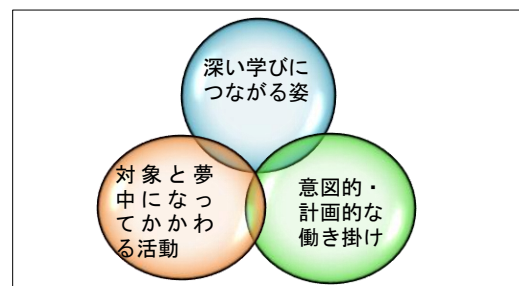 深い学びに
つながる姿
対象と夢
中になっ
てかかわ
る活動
意図的・
計画的な
働き掛け